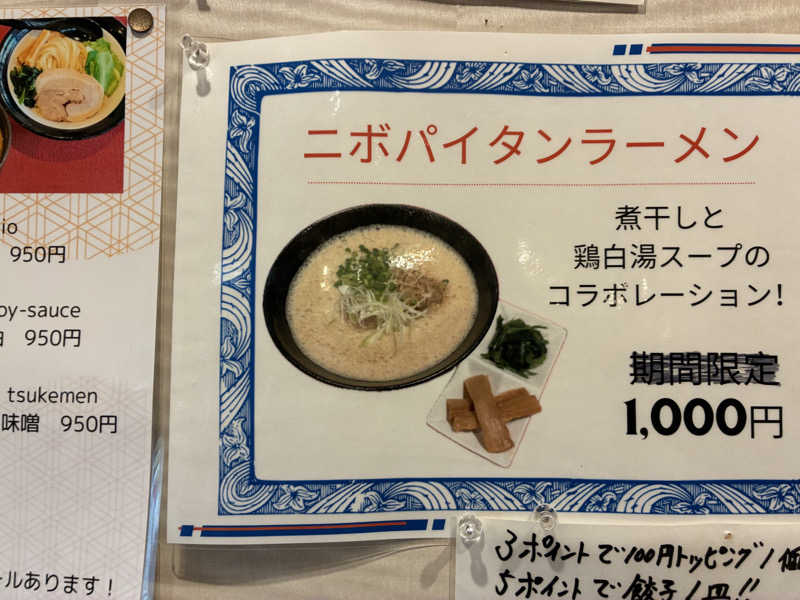 ニボパイタンラーメン
煮干しと
鶏白湯スープの
コラボレーション!
期間限定
1,000円
io
950円
oy-sauce
950円
tsukemen
味噌 950円
ールあります!
3ポイントで100円トッピング1個
5ポイントで餃子1皿!!